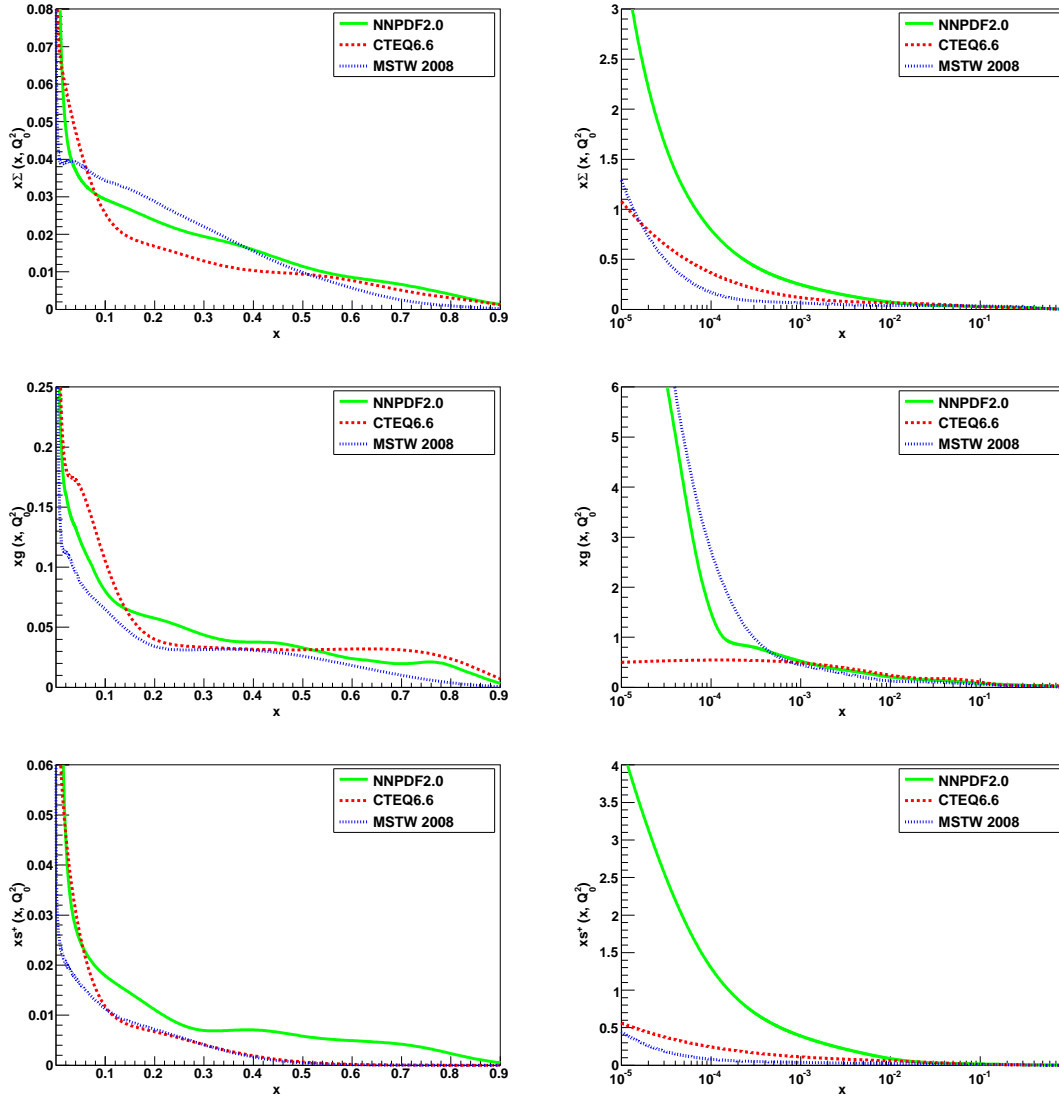 0.08
0.07
0.06
0.05
0.04
0.03
0.02
0.01
0
0.1 0.2 0.3 0.4 0.5 0.6 0.7 0.8 0.9
x
xΣ (x, Q₀²)
NNPDF2.0
CTEQ6.6
MSTW 2008
3
2.5
2
1.5
1
0.5
0
10⁻⁵ 10⁻⁴ 10⁻³ 10⁻² 10⁻¹
x
xΣ (x, Q₀²)
NNPDF2.0
CTEQ6.6
MSTW 2008
0.25
0.2
0.15
0.1
0.05
0
0.1 0.2 0.3 0.4 0.5 0.6 0.7 0.8 0.9
x
xg (x, Q₀²)
NNPDF2.0
CTEQ6.6
MSTW 2008
6
5
4
3
2
1
0
10⁻⁵ 10⁻⁴ 10⁻³ 10⁻² 10⁻¹
x
xg (x, Q₀²)
NNPDF2.0
CTEQ6.6
MSTW 2008
0.06
0.05
0.04
0.03
0.02
0.01
0
0.1 0.2 0.3 0.4 0.5 0.6 0.7 0.8 0.9
x
xs⁺ (x, Q₀²)
NNPDF2.0
CTEQ6.6
MSTW 2008
4
3.5
3
2.5
2
1.5
1
0.5
0
10⁻⁵ 10⁻⁴ 10⁻³ 10⁻² 10⁻¹
x
xs⁺ (x, Q₀²)
NNPDF2.0
CTEQ6.6
MSTW 2008